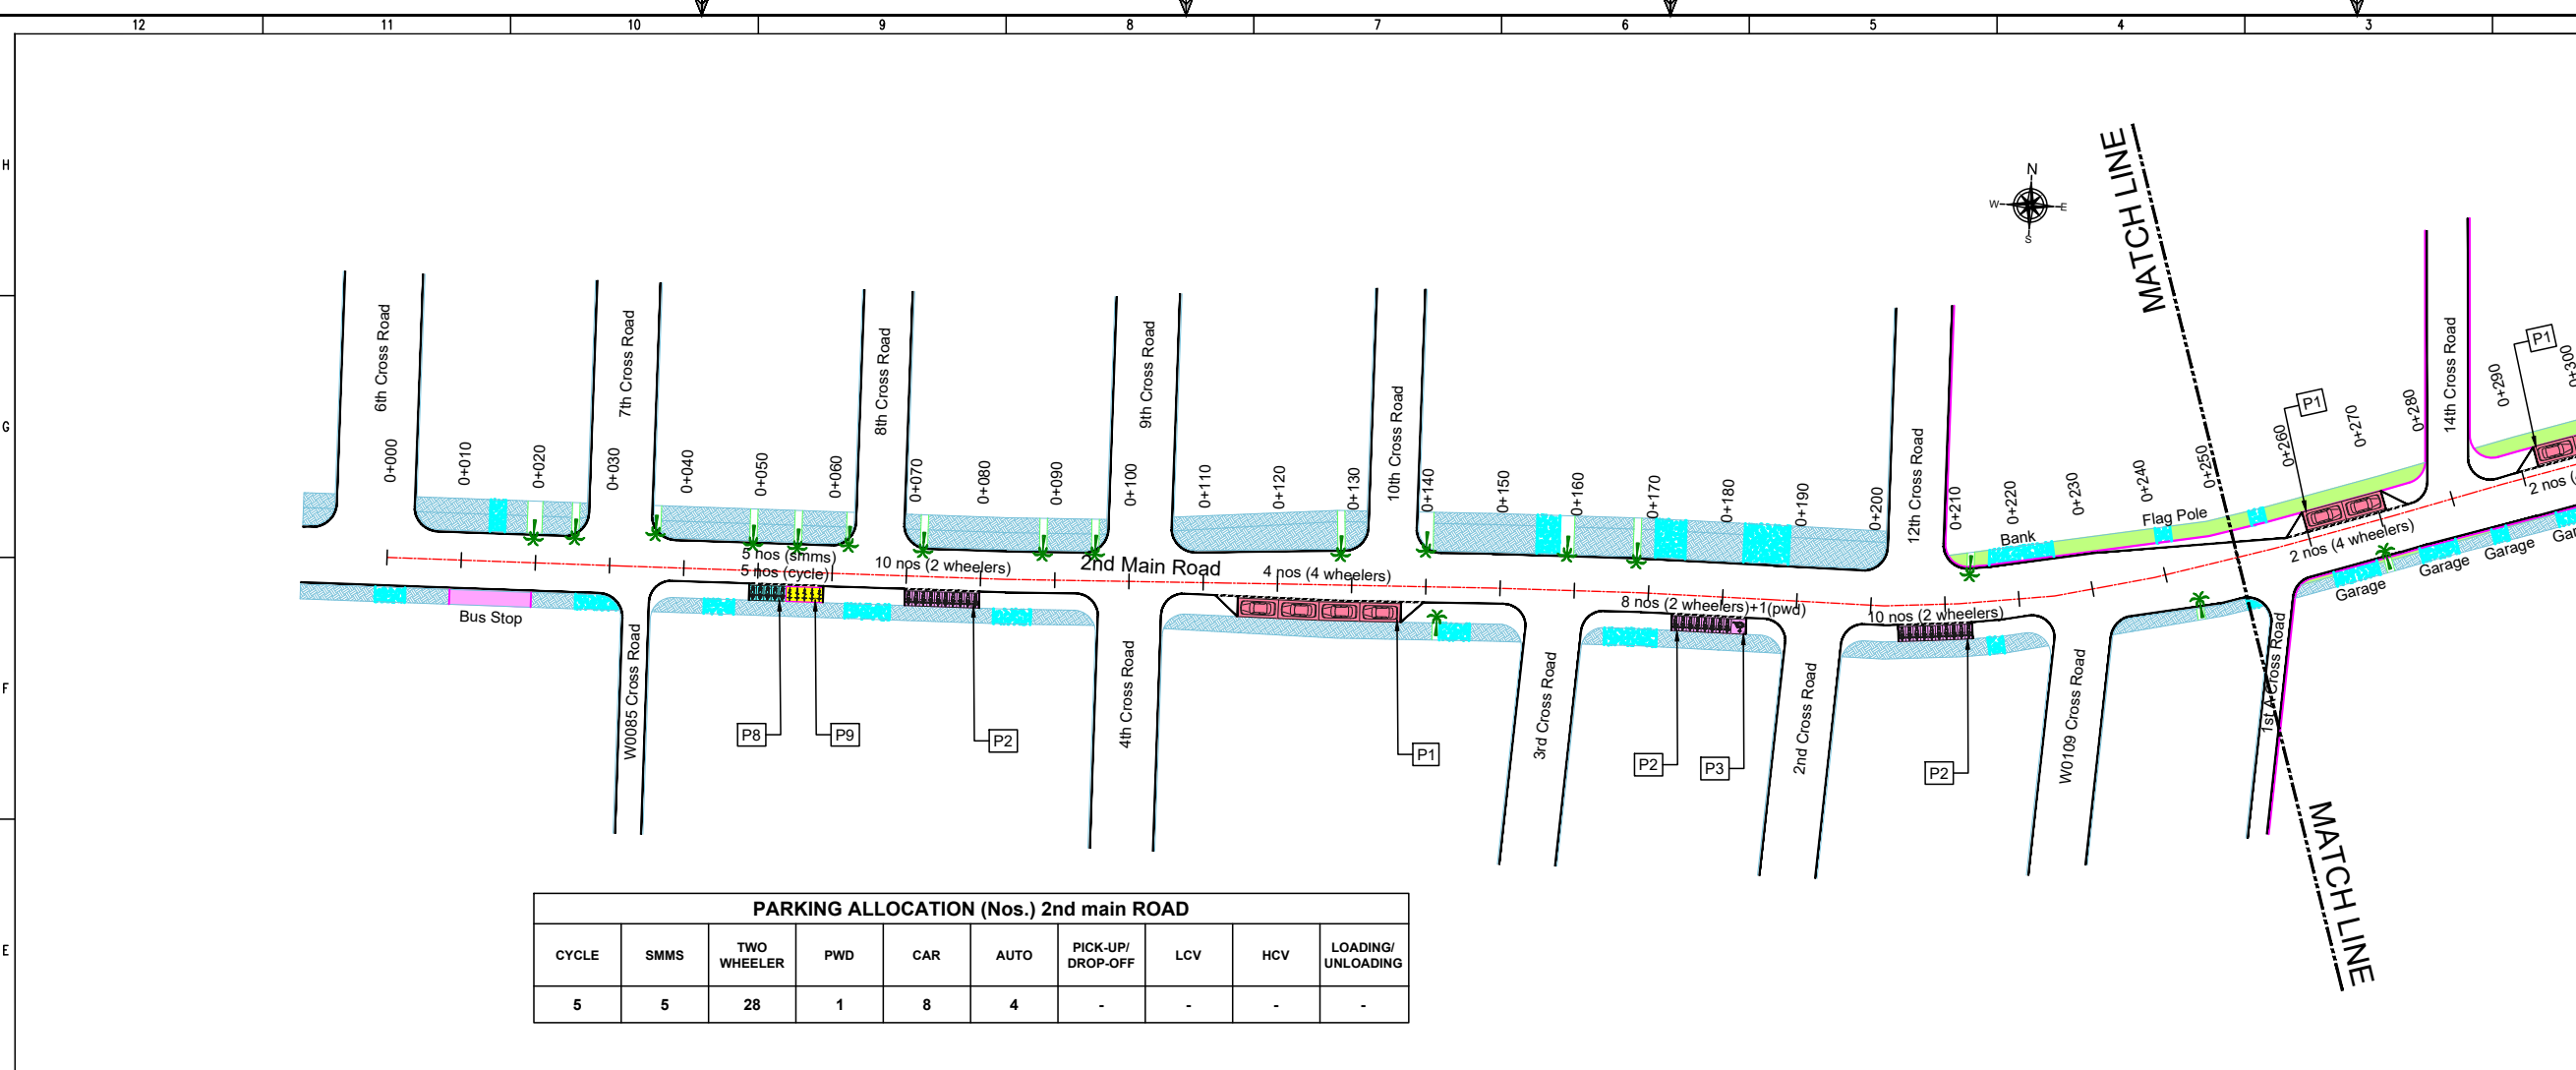 12 11 10 9 8 7 6 5 4 3
H
G
F
E
N
W E
S
MATCH LINE
MATCH LINE
6th Cross Road
7th Cross Road
8th Cross Road
9th Cross Road
10th Cross Road
12th Cross Road
14th Cross Road
0+000
0+010
0+020
0+030
0+040
0+050
0+060
0+070
0+080
0+090
0+100
0+110
0+120
0+130
0+140
0+150
0+160
0+170
0+180
0+190
0+200
0+210
0+220
0+230
0+240
0+250
0+260
0+270
0+280
0+290
0+300
P1
P1
Bank
Flag Pole
5 nos (smms)
5 nos (cycle)
10 nos (2 wheelers)
2nd Main Road
4 nos (4 wheelers)
8 nos (2 wheelers)+1(pwd)
10 nos (2 wheelers)
2 nos (4 wheelers)
2 nos (
Garage
Garage
Garage
Bus Stop
W0085 Cross Road
4th Cross Road
3rd Cross Road
2nd Cross Road
W0109 Cross Road
1st A Cross Road
P8
P9
P2
P1
P2
P3
P2
PARKING ALLOCATION (Nos.) 2nd main ROAD
CYCLE SMMS TWO WHEELER PWD CAR AUTO PICK-UP/ DROP-OFF LCV HCV LOADING/ UNLOADING
5 5 28 1 8 4 - - - -